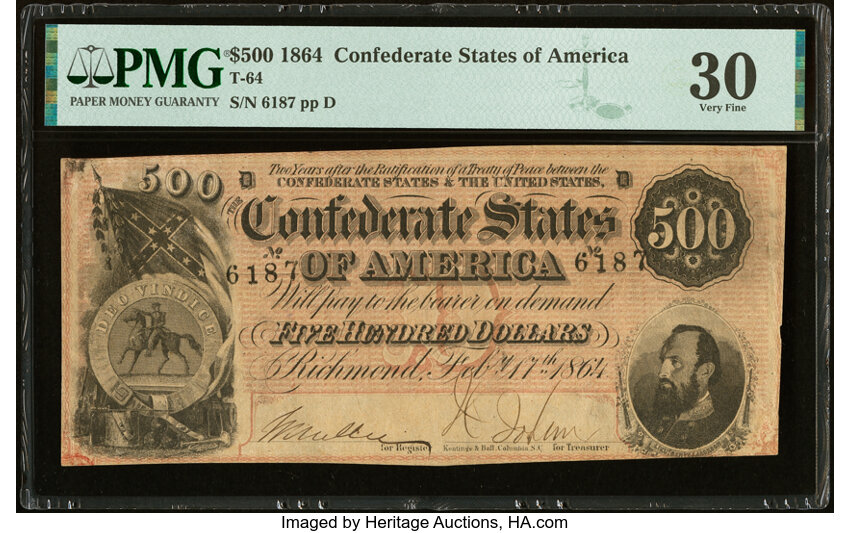 PMG
PAPER MONEY GUARANTY
$500 1864 Confederate States of America
T-64
S/N 6187 pp D
30
Very Fine
500 D
Two Years after the Ratification of a Treaty of Peace between the
CONFEDERATE STATES & THE UNITED STATES,
D
THE
Confederate States
500
No 6187
OF AMERICA
No 6187
Will pay to the bearer on demand
FIVE HUNDRED DOLLARS
Richmond, Feby. 17th. 1864
DEO VINDICE
for Register
Keatinge & Ball, Columbia, S.C.
for Treasurer
Imaged by Heritage Auctions, HA.com